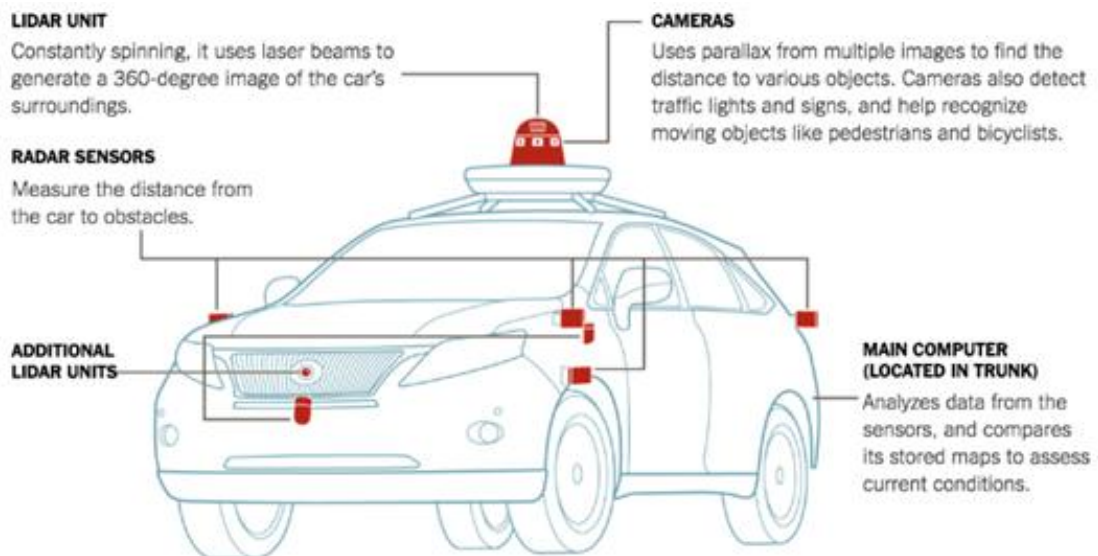 LIDAR UNIT
Constantly spinning, it uses laser beams to
generate a 360-degree image of the car's
surroundings.
CAMERAS
Uses parallax from multiple images to find the
distance to various objects. Cameras also detect
traffic lights and signs, and help recognize
moving objects like pedestrians and bicyclists.
RADAR SENSORS
Measure the distance from
the car to obstacles.
ADDITIONAL
LIDAR UNITS
MAIN COMPUTER
(LOCATED IN TRUNK)
Analyzes data from the
sensors, and compares
its stored maps to assess
current conditions.